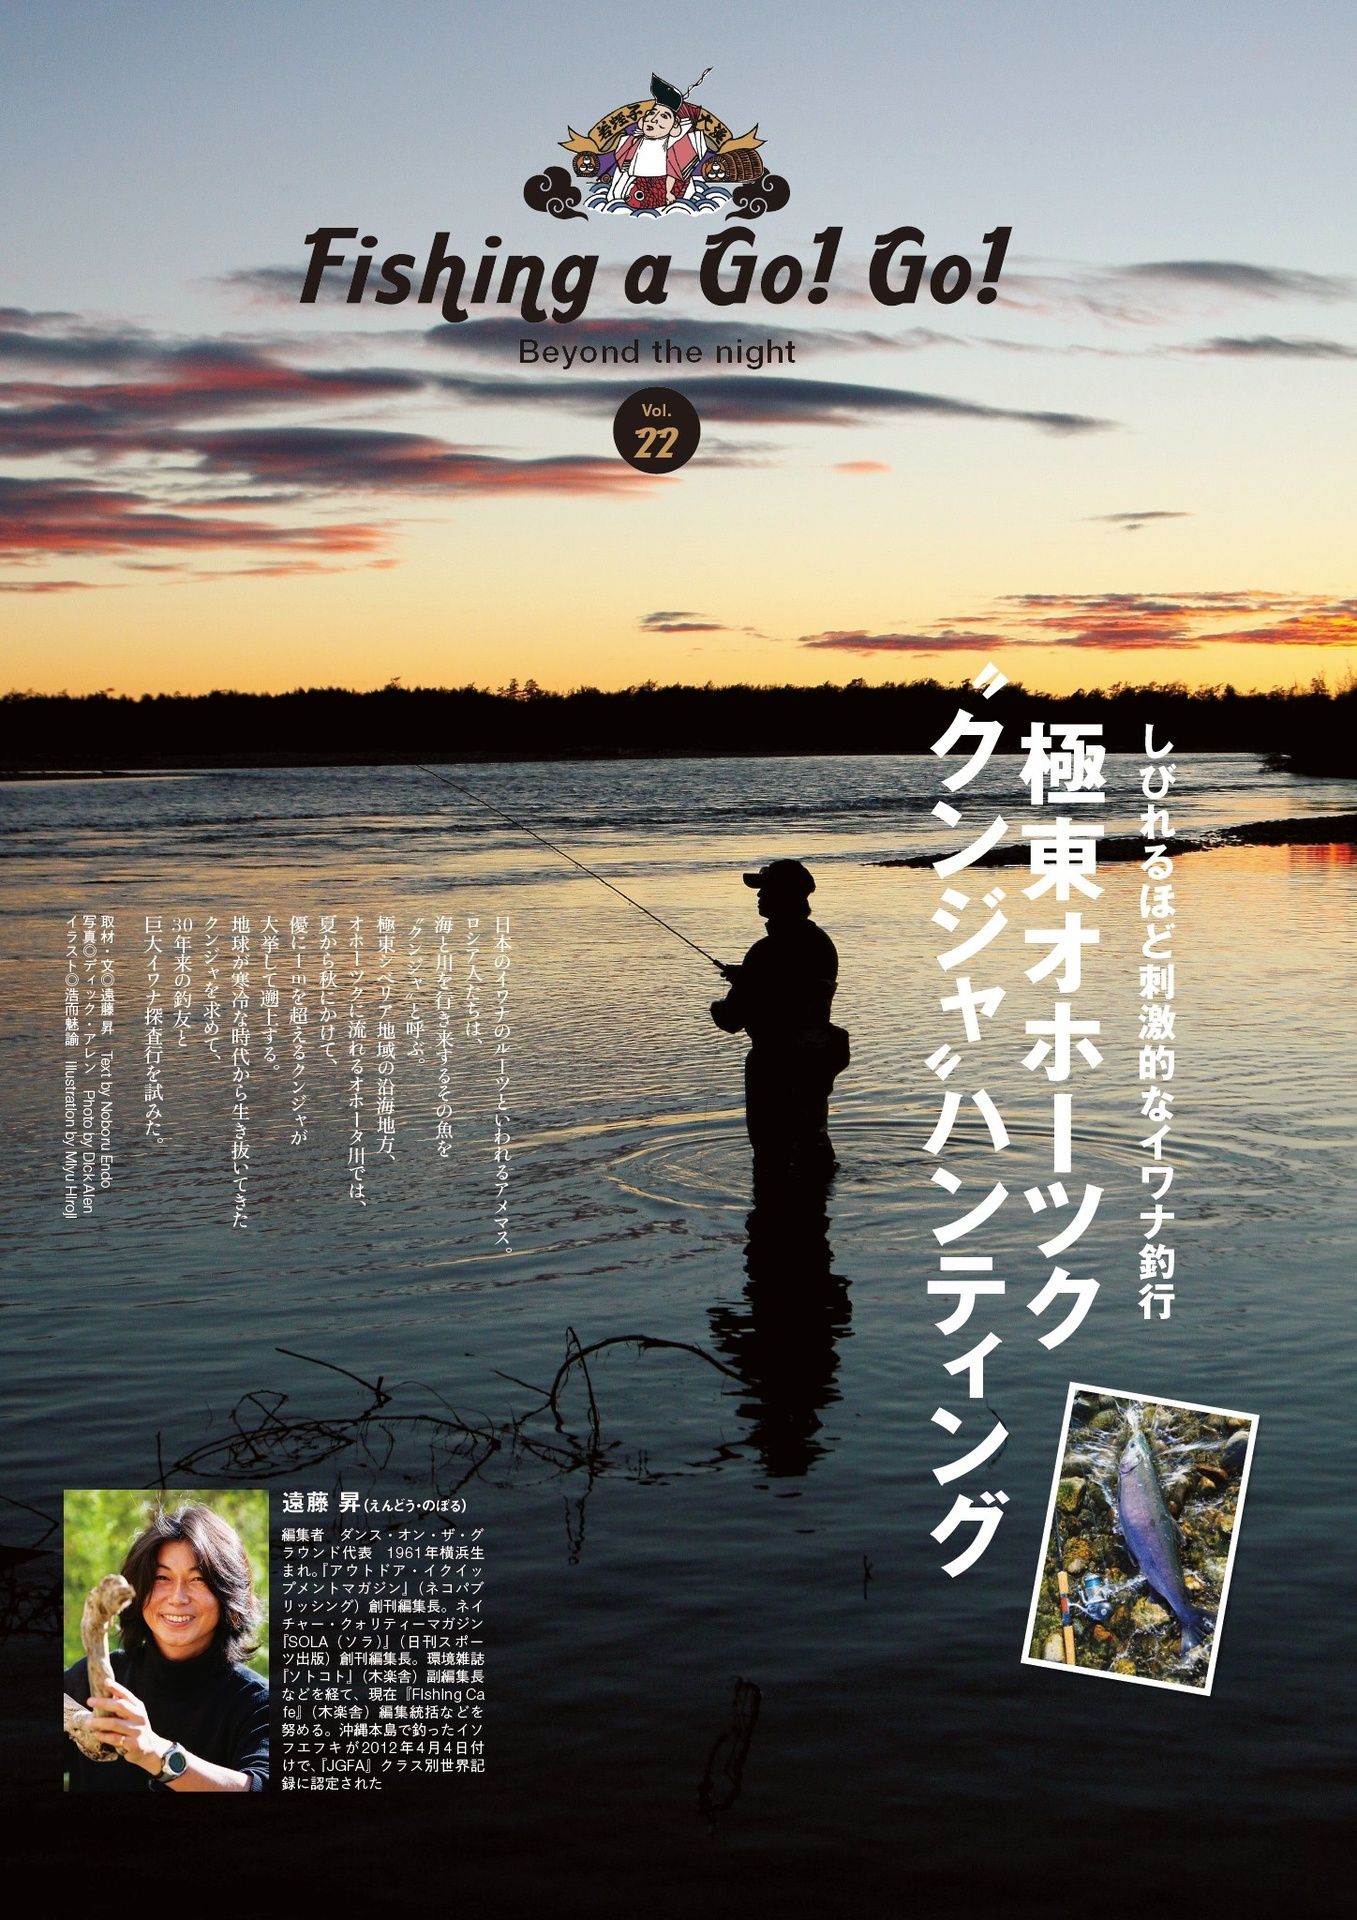 若蛭子
大漁
Fishing a Go! Go!
Beyond the night
Vol.
22
しびれるほど刺激的なイワナ釣行
極東オホーツク
〝クンジャ〟ハンティング
日本のイワナのルーツといわれるアメマス。
ロシア人たちは、
海と川を行き来するその魚を
〝クンジャ〟と呼ぶ。
極東シベリア地域の沿海地方、
オホーツクに流れるオホータ川では、
夏から秋にかけて、
優に1mを超えるクンジャが
大挙して遡上する。
地球が寒冷な時代から生き抜いてきた
クンジャを求めて、
30年来の釣友と
巨大イワナ探査行を試みた。
取材・文◎遠藤 昇 Text by Noboru Endo
写真◎ディック・アレン Photo by Dick Alen
イラスト◎浩而魅諭 Illustration by Miyu Hiroji
遠藤 昇(えんどう・のぼる)
編集者 ダンス・オン・ザ・グ
ラウンド代表 1961年横浜生
まれ。『アウトドア・イクイッ
プメントマガジン』(ネコパブ
リッシング)創刊編集長。ネイ
チャー・クォリティーマガジン
『SOLA(ソラ)』(日刊スポー
ツ出版)創刊編集長。環境雑誌
『ソトコト』(木楽舎)副編集長
などを経て、現在『Fishing Ca
fe』(木楽舎)編集統括などを
努める。沖縄本島で釣ったイソ
フエフキが2012年4月4日付
けで、『JGFA』クラス別世界記
録に認定された